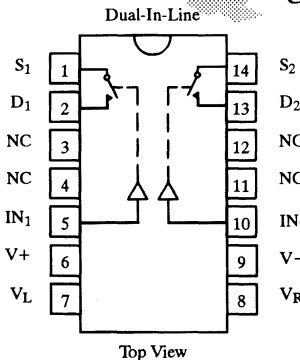 Dual-In-Line
S1 1 14 S2
D1 2 13 D2
NC 3 12 NC
NC 4 11 NC
IN1 5 10 IN
V+ 6 9 V−
VL 7 8 VR
Top View